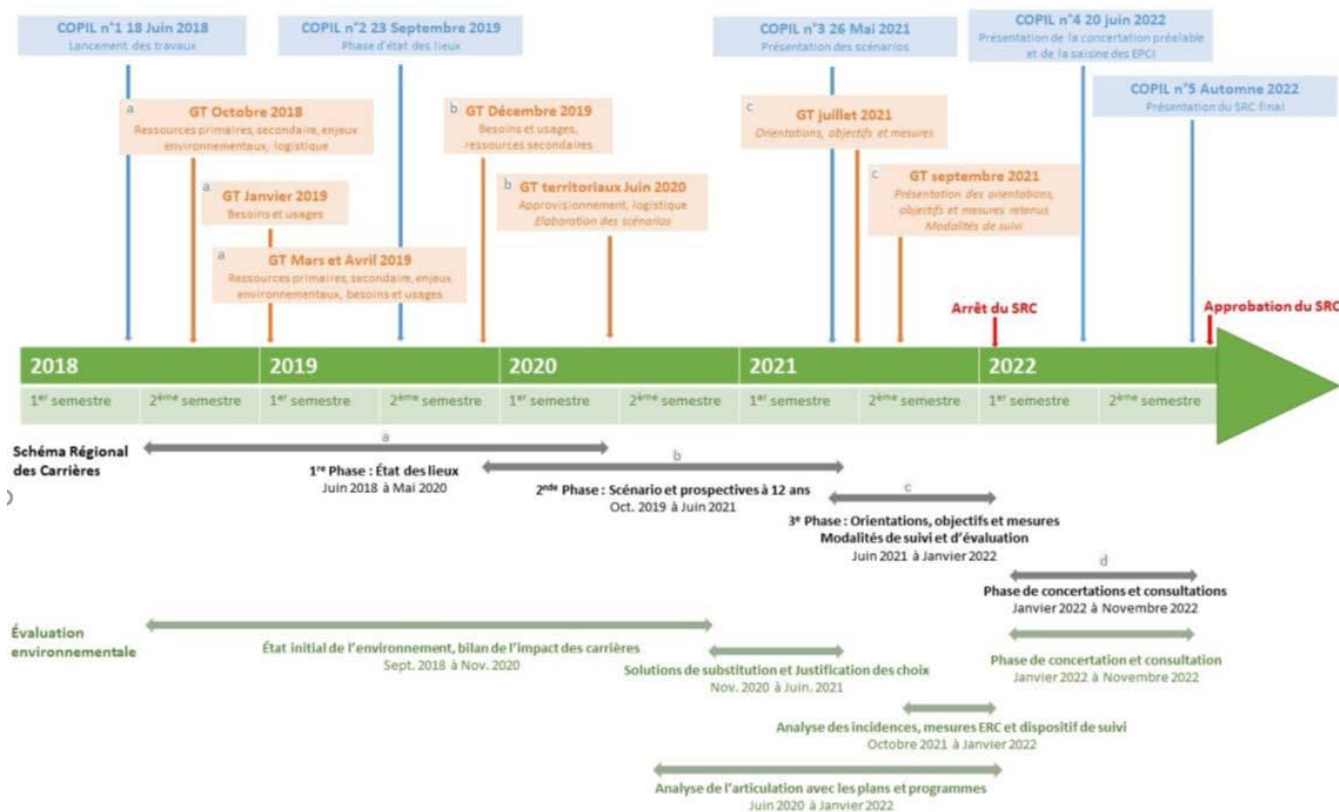 COPIL n°1 18 Juin 2018
Lancement des travaux
COPIL n°2 23 Septembre 2019
Phase d'état des lieux
COPIL n°3 26 Mai 2021
Présentation des scénarios
COPIL n°4 20 juin 2022
Présentation de la concertation préalable
et de la saisine des EPCI
COPIL n°5 Automne 2022
Présentation du SRC final
a
GT Octobre 2018
Ressources primaires, secondaire, enjeux
environnementaux, logistique
a
GT Janvier 2019
Besoins et usages
a
GT Mars et Avril 2019
Ressources primaires, secondaire, enjeux
environnementaux, besoins et usages
b
GT Décembre 2019
Besoins et usages,
ressources secondaires
b
GT territoriaux Juin 2020
Approvisionnement, logistique
Elaboration des scénarios
c
GT juillet 2021
Orientations, objectifs et mesures
c
GT septembre 2021
Présentation des orientations,
objectifs et mesures retenus
Modalités de suivi
Arrêt du SRC
Approbation du SRC
2018
2019
2020
2021
2022
1er semestre
2ème semestre
1er semestre
2ème semestre
1er semestre
2ème semestre
1er semestre
2ème semestre
1er semestre
2ème semestre
Schéma Régional
des Carrières
a
1re Phase : État des lieux
Juin 2018 à Mai 2020
b
2nde Phase : Scénario et prospectives à 12 ans
Oct. 2019 à Juin 2021
c
3e Phase : Orientations, objectifs et mesures
Modalités de suivi et d'évaluation
Juin 2021 à Janvier 2022
d
Phase de concertations et consultations
Janvier 2022 à Novembre 2022
Évaluation
environnementale
État initial de l'environnement, bilan de l'impact des carrières
Sept. 2018 à Nov. 2020
Solutions de substitution et Justification des choix
Nov. 2020 à Juin. 2021
Phase de concertation et consultation
Janvier 2022 à Novembre 2022
Analyse des incidences, mesures ERC et dispositif de suivi
Octobre 2021 à Janvier 2022
Analyse de l'articulation avec les plans et programmes
Juin 2020 à Janvier 2022